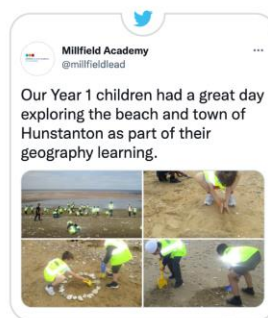 Millfield Academy
@millfieldlead
Our Year 1 children had a great day
exploring the beach and town of
Hunstanton as part of their
geography learning.